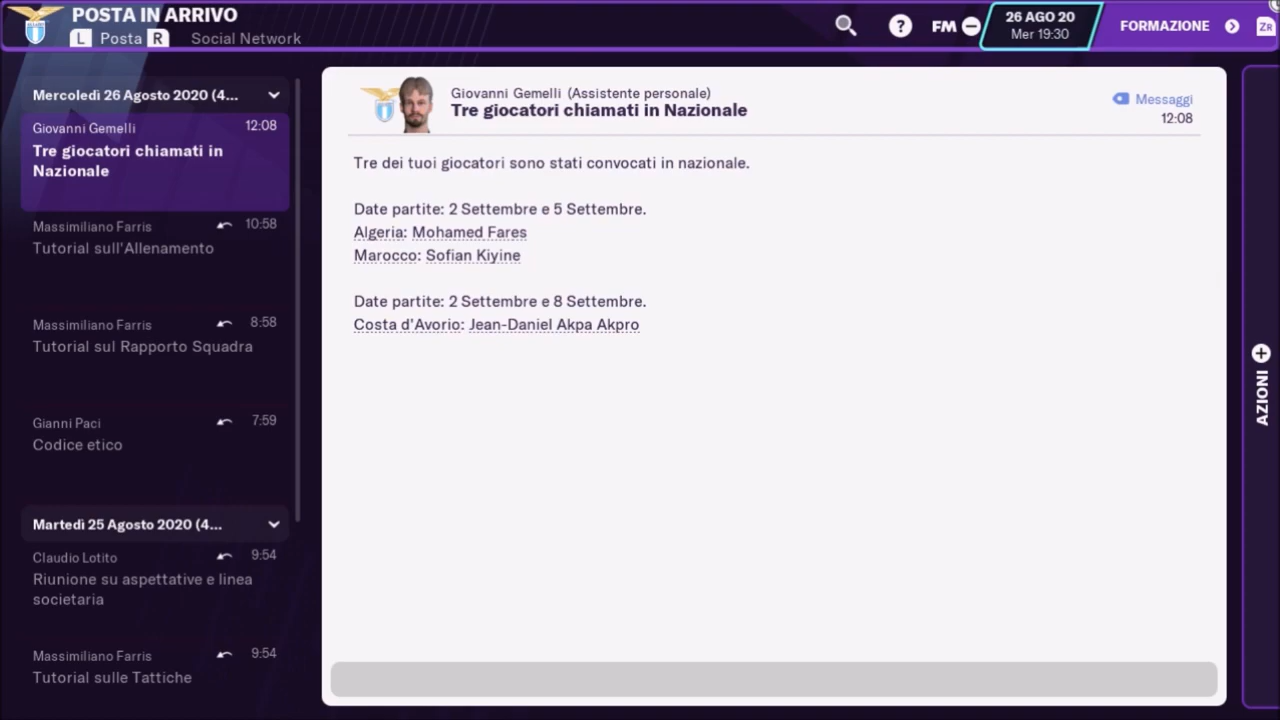 POSTA IN ARRIVO
L Posta R Social Network
FM
26 AGO 20
Mer 19:30
FORMAZIONE
ZR
Mercoledì 26 Agosto 2020 (4...
Giovanni Gemelli 12:08
Tre giocatori chiamati in
Nazionale
Massimiliano Farris 10:58
Tutorial sull'Allenamento
Massimiliano Farris 8:58
Tutorial sul Rapporto Squadra
Gianni Paci 7:59
Codice etico
Martedì 25 Agosto 2020 (4...
Claudio Lotito 9:54
Riunione su aspettative e linea
societaria
Massimiliano Farris 9:54
Tutorial sulle Tattiche
Giovanni Gemelli (Assistente personale)
Tre giocatori chiamati in Nazionale
Messaggi
12:08
Tre dei tuoi giocatori sono stati convocati in nazionale.
Date partite: 2 Settembre e 5 Settembre.
Algeria: Mohamed Fares
Marocco: Sofian Kiyine
Date partite: 2 Settembre e 8 Settembre.
Costa d'Avorio: Jean-Daniel Akpa Akpro
AZIONI